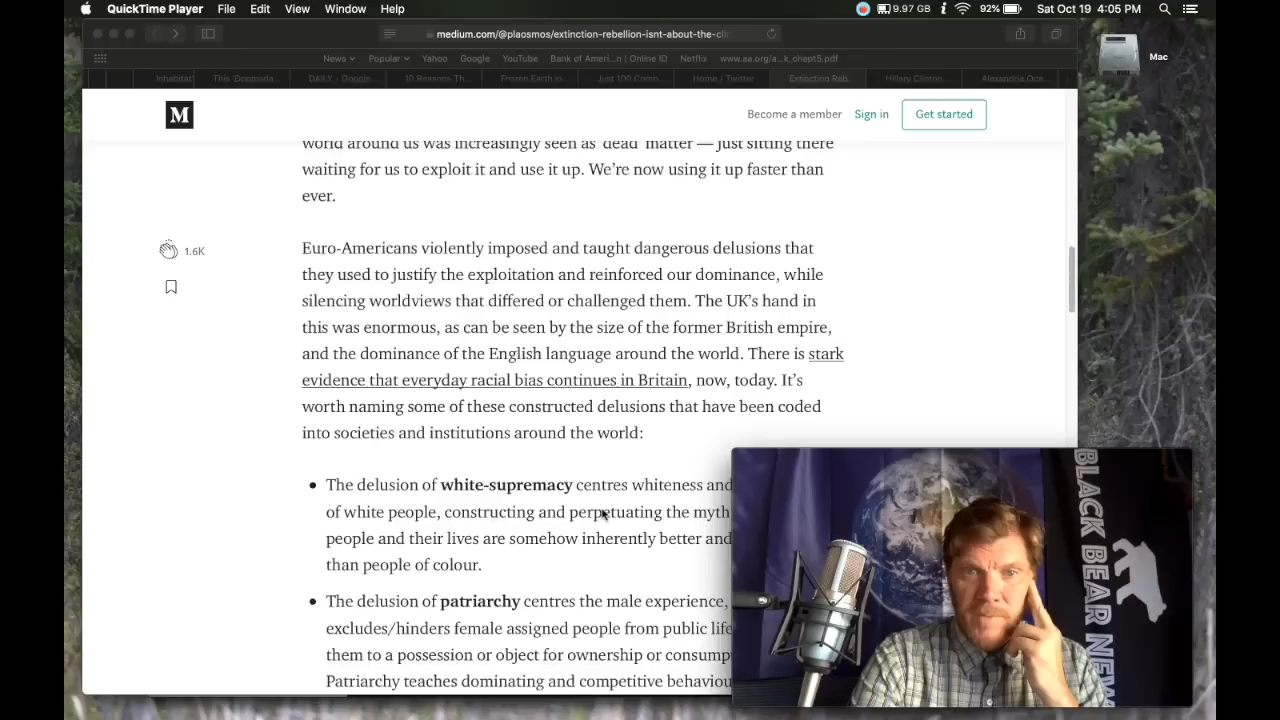 QuickTime Player File Edit View Window Help 9.97 GB 92% Sat Oct 19 4:05 PM
medium.com/@plaosmos/extinction-rebellion-isnt-about-the-cli
Mac
News Popular Yahoo Google YouTube Bank of Ameri...n | Online ID Netflix www.aa.org/a...k_chapt5.pdf
Inhabitat This 'Doomsda... DAILY - Google... 10 Reasons Th... Frozen Earth in... Just 100 Comp... Home / Twitter Extinction Reb... Hillary Clinton... Alexandria Oca...
M
Become a member Sign in Get started
world around us was increasingly seen as 'dead' matter — just sitting there
waiting for us to exploit it and use it up. We're now using it up faster than
ever.
1.6K
Euro-Americans violently imposed and taught dangerous delusions that
they used to justify the exploitation and reinforced our dominance, while
silencing worldviews that differed or challenged them. The UK's hand in
this was enormous, as can be seen by the size of the former British empire,
and the dominance of the English language around the world. There is stark
evidence that everyday racial bias continues in Britain, now, today. It's
worth naming some of these constructed delusions that have been coded
into societies and institutions around the world:
The delusion of white-supremacy centres whiteness and
of white people, constructing and perpetuating the myth
people and their lives are somehow inherently better and
than people of colour.
The delusion of patriarchy centres the male experience,
excludes/hinders female assigned people from public life
them to a possession or object for ownership or consump
Patriarchy teaches dominating and competitive behaviou
BLACK BEAR NEW